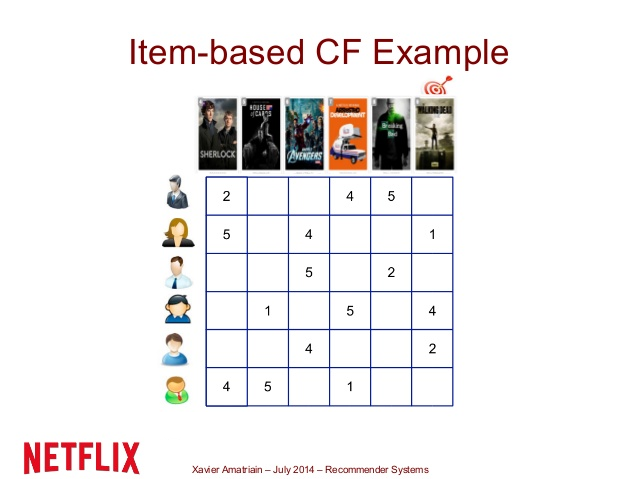 Item-based CF Example
SHERLOCK
HOUSE of CARDS
AVENGERS
ARRESTED DEVELOPMENT
Breaking Bad
WALKING DEAD
2 4 5
5 4 1
5 2
1 5 4
4 2
4 5 1
NETFLIX
Xavier Amatriain – July 2014 – Recommender Systems